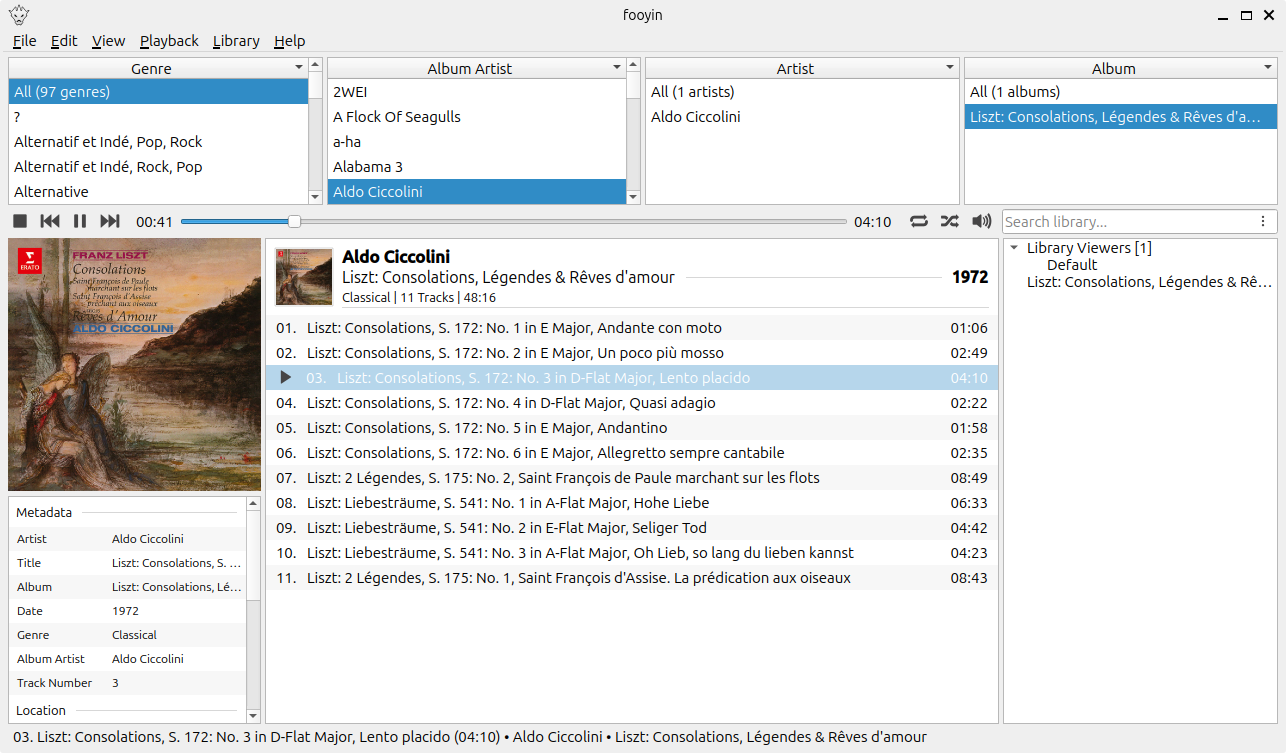 fooyin
File Edit View Playback Library Help
Genre
All (97 genres)
?
Alternatif et Indé, Pop, Rock
Alternatif et Indé, Rock, Pop
Alternative
Album Artist
2WEI
A Flock Of Seagulls
a-ha
Alabama 3
Aldo Ciccolini
Artist
All (1 artists)
Aldo Ciccolini
Album
All (1 albums)
Liszt: Consolations, Légendes & Rêves d'a…
00:41
04:10
Search library...
ERATO
FRANZ LISZT
Consolations
Saint François de Paule
marchant sur les flots
Saint François d'Assise
prêchant aux oiseaux
Rêves d'Amour
ALDO CICCOLINI
Aldo Ciccolini
Liszt: Consolations, Légendes & Rêves d'amour
1972
Classical | 11 Tracks | 48:16
01. Liszt: Consolations, S. 172: No. 1 in E Major, Andante con moto 01:06
02. Liszt: Consolations, S. 172: No. 2 in E Major, Un poco più mosso 02:49
03. Liszt: Consolations, S. 172: No. 3 in D-Flat Major, Lento placido 04:10
04. Liszt: Consolations, S. 172: No. 4 in D-Flat Major, Quasi adagio 02:22
05. Liszt: Consolations, S. 172: No. 5 in E Major, Andantino 01:58
06. Liszt: Consolations, S. 172: No. 6 in E Major, Allegretto sempre cantabile 02:35
07. Liszt: 2 Légendes, S. 175: No. 2, Saint François de Paule marchant sur les flots 08:49
08. Liszt: Liebesträume, S. 541: No. 1 in A-Flat Major, Hohe Liebe 06:33
09. Liszt: Liebesträume, S. 541: No. 2 in E-Flat Major, Seliger Tod 04:42
10. Liszt: Liebesträume, S. 541: No. 3 in A-Flat Major, Oh Lieb, so lang du lieben kannst 04:23
11. Liszt: 2 Légendes, S. 175: No. 1, Saint François d'Assise. La prédication aux oiseaux 08:43
Library Viewers [1]
Default
Liszt: Consolations, Légendes & Rê…
Metadata
Artist Aldo Ciccolini
Title Liszt: Consolations, S. …
Album Liszt: Consolations, Lé…
Date 1972
Genre Classical
Album Artist Aldo Ciccolini
Track Number 3
Location
03. Liszt: Consolations, S. 172: No. 3 in D-Flat Major, Lento placido (04:10) • Aldo Ciccolini • Liszt: Consolations, Légendes & Rêves d'amour